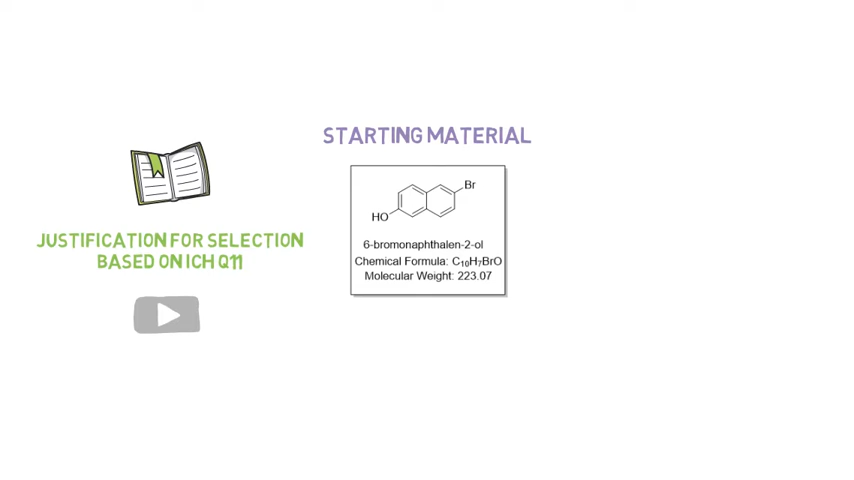 STARTING MATERIAL
Br
HO
6-bromonaphthalen-2-ol
Chemical Formula: C₁₀H₇BrO
Molecular Weight: 223.07
JUSTIFICATION FOR SELECTION
BASED ON ICH Q11